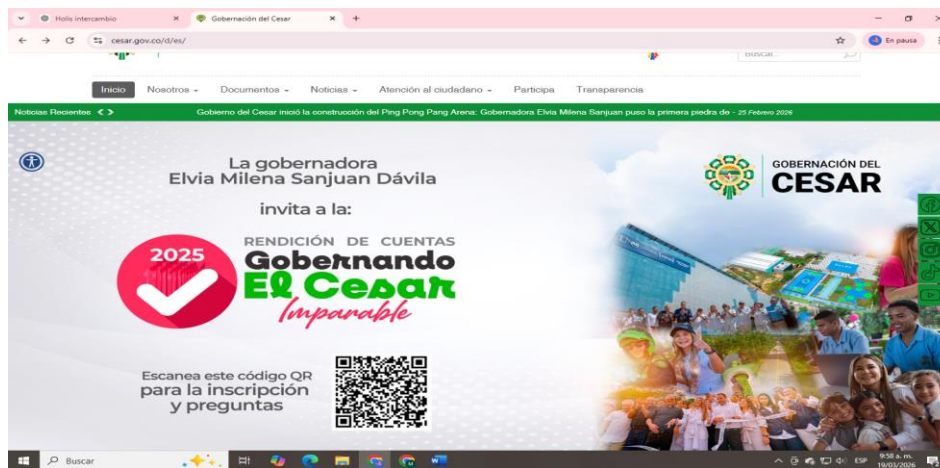 Holis intercambio
Gobernación del Cesar
cesar.gov.co/d/es/
En pausa
Buscar...
Inicio Nosotros Documentos Noticias Atención al ciudadano Participa Transparencia
Noticias Recientes Gobierno del Cesar inició la construcción del Ping Pong Pang Arena: Gobernadora Elvia Milena Sanjuan puso la primera piedra de - 25 Febrero 2026
La gobernadora
Elvia Milena Sanjuan Dávila
invita a la:
GOBERNACIÓN DEL
CESAR
2025
RENDICIÓN DE CUENTAS
Gobernando
El Cesar
Imparable
Escanea este código QR
para la inscripción
y preguntas
Buscar
ESP
9:58 a. m.
19/03/2026